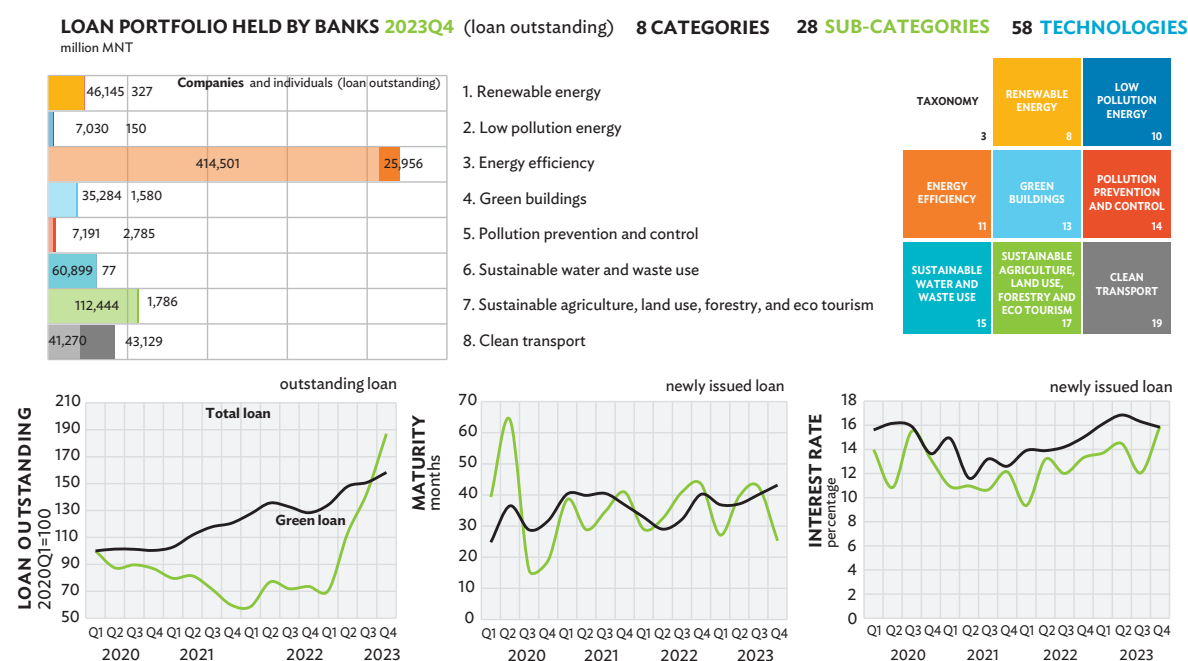 LOAN PORTFOLIO HELD BY BANKS 2023Q4 (loan outstanding) 8 CATEGORIES 28 SUB-CATEGORIES 58 TECHNOLOGIES
million MNT
Companies and individuals (loan outstanding)
46,145 327
7,030 150
414,501 25,956
35,284 1,580
7,191 2,785
60,899 77
112,444 1,786
41,270 43,129
1. Renewable energy
2. Low pollution energy
3. Energy efficiency
4. Green buildings
5. Pollution prevention and control
6. Sustainable water and waste use
7. Sustainable agriculture, land use, forestry, and eco tourism
8. Clean transport
TAXONOMY
3
RENEWABLE
ENERGY
8
LOW
POLLUTION
ENERGY
10
ENERGY
EFFICIENCY
11
GREEN
BUILDINGS
13
POLLUTION
PREVENTION
AND CONTROL
14
SUSTAINABLE
WATER AND
WASTE USE
15
SUSTAINABLE
AGRICULTURE,
LAND USE,
FORESTRY AND
ECO TOURISM
17
CLEAN
TRANSPORT
19
outstanding loan
LOAN OUTSTANDING
2020Q1=100
210
190
170
150
130
110
90
70
50
Total loan
Green loan
Q1 Q2 Q3 Q4 Q1 Q2 Q3 Q4 Q1 Q2 Q3 Q4 Q1 Q2 Q3 Q4
2020 2021 2022 2023
newly issued loan
MATURITY
months
70
60
50
40
30
20
10
0
Q1 Q2 Q3 Q4 Q1 Q2 Q3 Q4 Q1 Q2 Q3 Q4 Q1 Q2 Q3 Q4
2020 2021 2022 2023
newly issued loan
INTEREST RATE
percentage
18
16
14
12
10
8
6
4
2
0
Q1 Q2 Q3 Q4 Q1 Q2 Q3 Q4 Q1 Q2 Q3 Q4 Q1 Q2 Q3 Q4
2020 2021 2022 2023